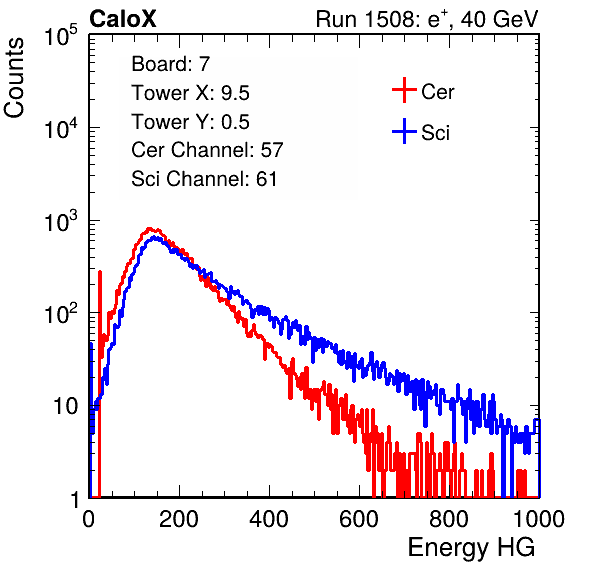 CaloX Run 1508: e⁺, 40 GeV
Counts
Board: 7
Tower X: 9.5
Tower Y: 0.5
Cer Channel: 57
Sci Channel: 61
Cer
Sci
10⁵
10⁴
10³
10²
10
1
0 200 400 600 800 1000
Energy HG